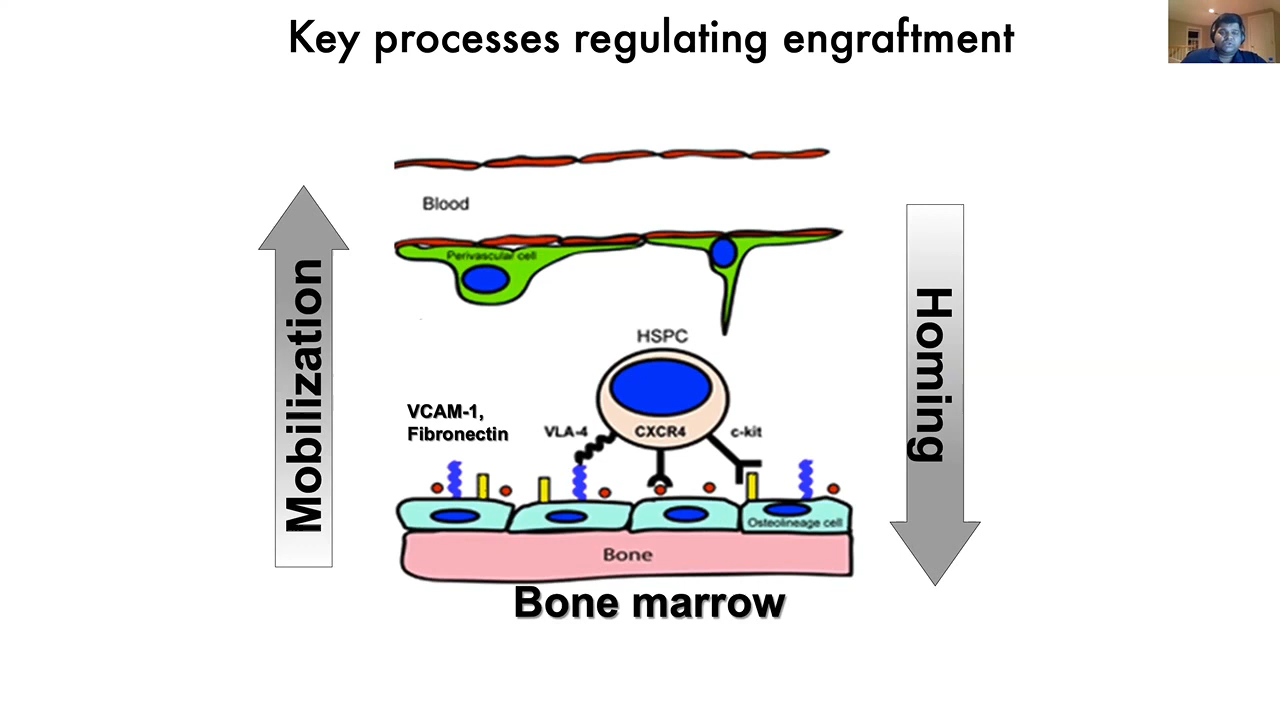 Key processes regulating engraftment
Blood
Perivascular cell
Mobilization
Homing
HSPC
VCAM-1,
Fibronectin
VLA-4
CXCR4
c-kit
Osteolineage cell
Bone
Bone marrow